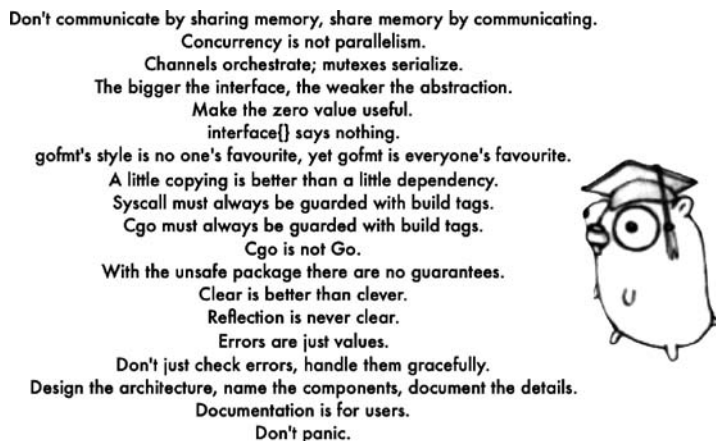 Don't communicate by sharing memory, share memory by communicating.
Concurrency is not parallelism.
Channels orchestrate; mutexes serialize.
The bigger the interface, the weaker the abstraction.
Make the zero value useful.
interface{} says nothing.
gofmt's style is no one's favourite, yet gofmt is everyone's favourite.
A little copying is better than a little dependency.
Syscall must always be guarded with build tags.
Cgo must always be guarded with build tags.
Cgo is not Go.
With the unsafe package there are no guarantees.
Clear is better than clever.
Reflection is never clear.
Errors are just values.
Don't just check errors, handle them gracefully.
Design the architecture, name the components, document the details.
Documentation is for users.
Don't panic.